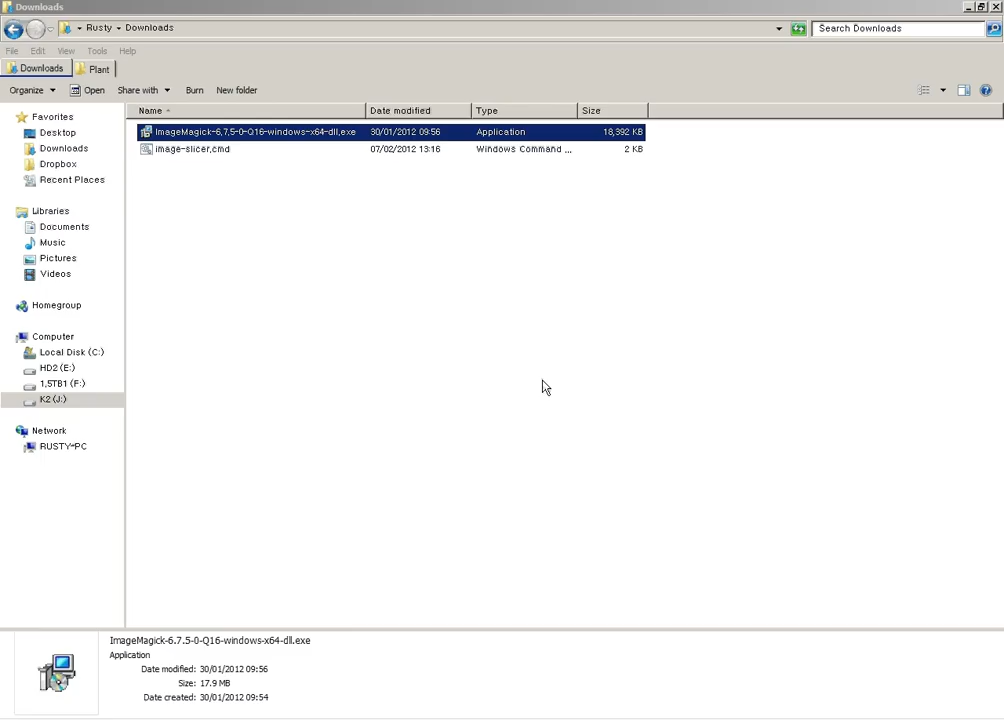 Downloads
Rusty Downloads
Search Downloads
File Edit View Tools Help
Downloads Plant
Organize Open Share with Burn New folder
Name Date modified Type Size
Favorites
Desktop
Downloads
Dropbox
Recent Places
Libraries
Documents
Music
Pictures
Videos
Homegroup
Computer
Local Disk (C:)
HD2 (E:)
1,5TB1 (F:)
K2 (J:)
Network
RUSTY*PC
ImageMagick-6,7,5-0-Q16-windows-x64-dll,exe 30/01/2012 09:56 Application 18,392 KB
image-slicer,cmd 07/02/2012 13:16 Windows Command ... 2 KB
ImageMagick-6.7.5-0-Q16-windows-x64-dll.exe
Application
Date modified: 30/01/2012 09:56
Size: 17.9 MB
Date created: 30/01/2012 09:54